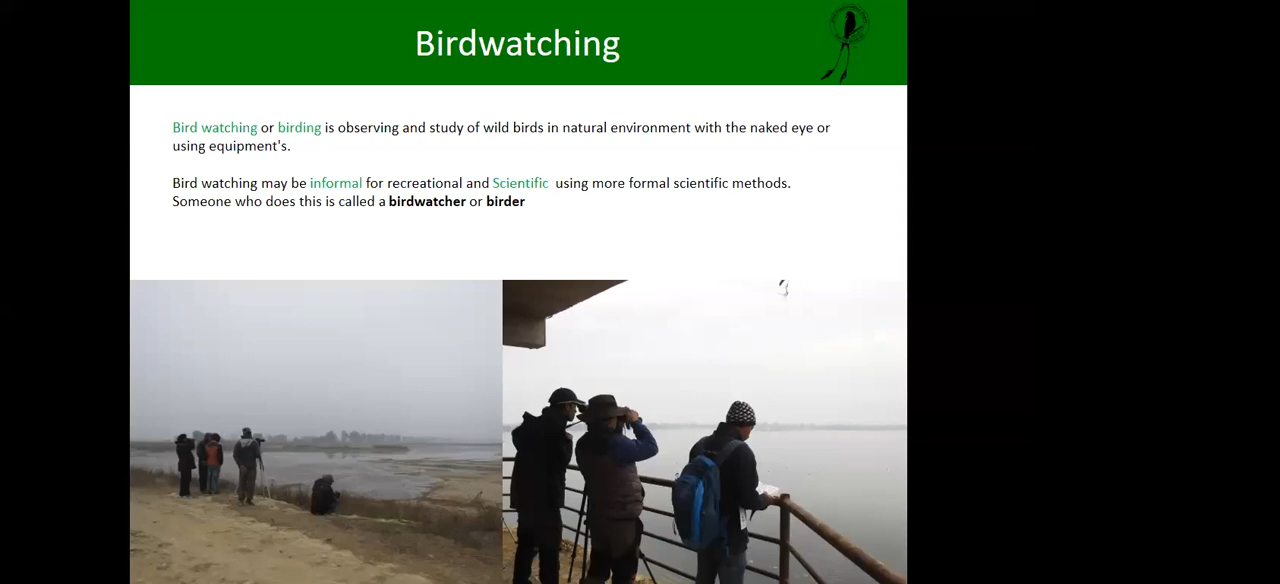 Birdwatching
Bird watching or birding is observing and study of wild birds in natural environment with the naked eye or
using equipment's.
Bird watching may be informal for recreational and Scientific  using more formal scientific methods.
Someone who does this is called a birdwatcher or birder